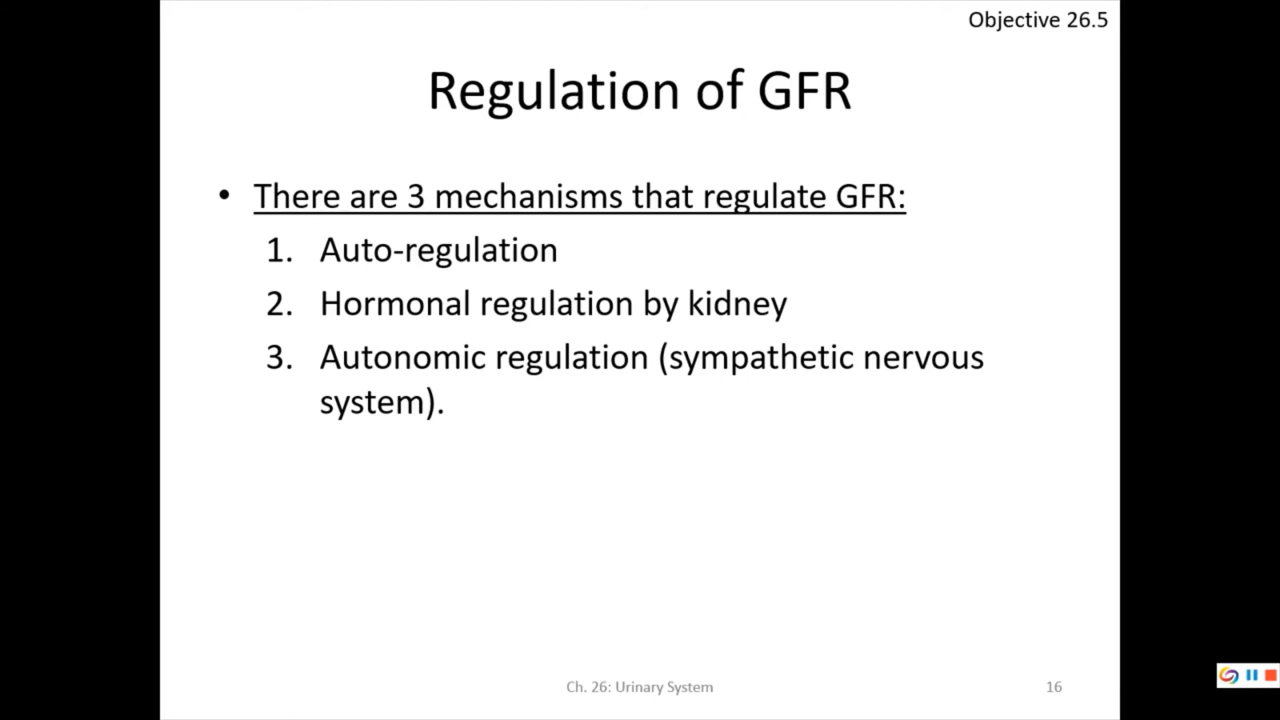 Objective 26.5
Regulation of GFR
• There are 3 mechanisms that regulate GFR:
1. Auto-regulation
2. Hormonal regulation by kidney
3. Autonomic regulation (sympathetic nervous
system).
Ch. 26: Urinary System
16